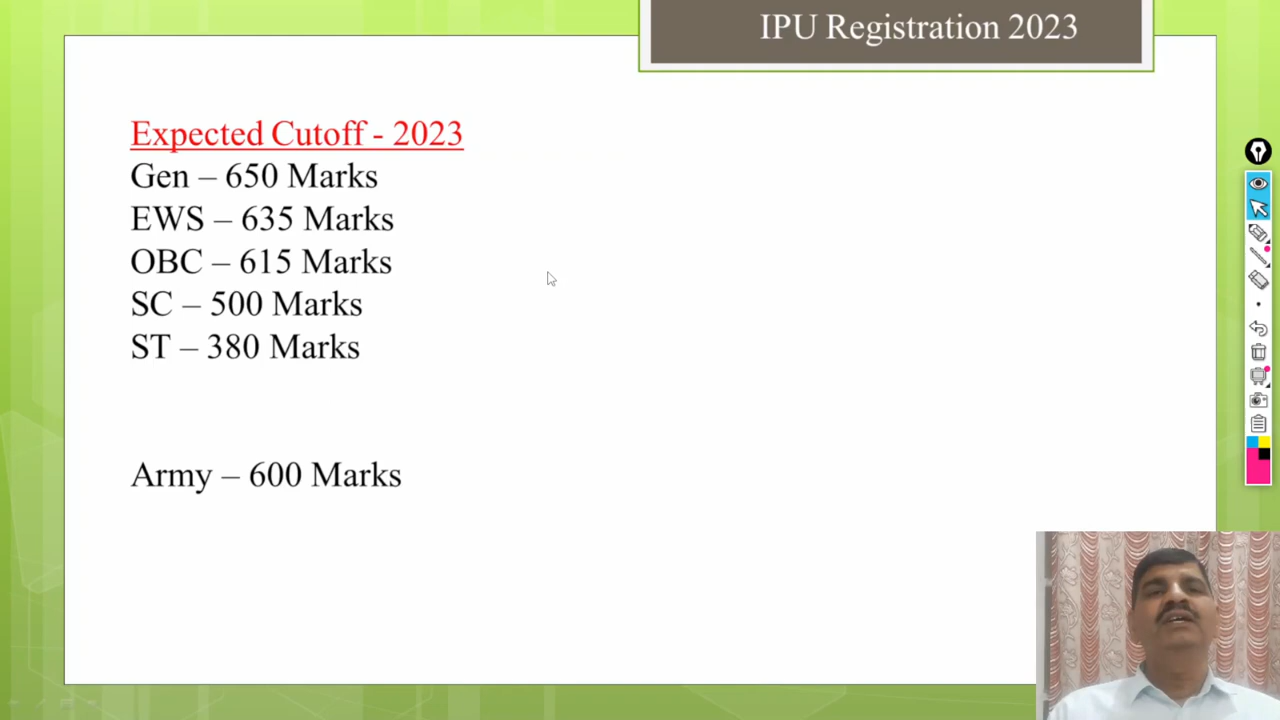 IPU Registration 2023
Expected Cutoff - 2023
Gen – 650 Marks
EWS – 635 Marks
OBC – 615 Marks
SC – 500 Marks
ST – 380 Marks
Army – 600 Marks